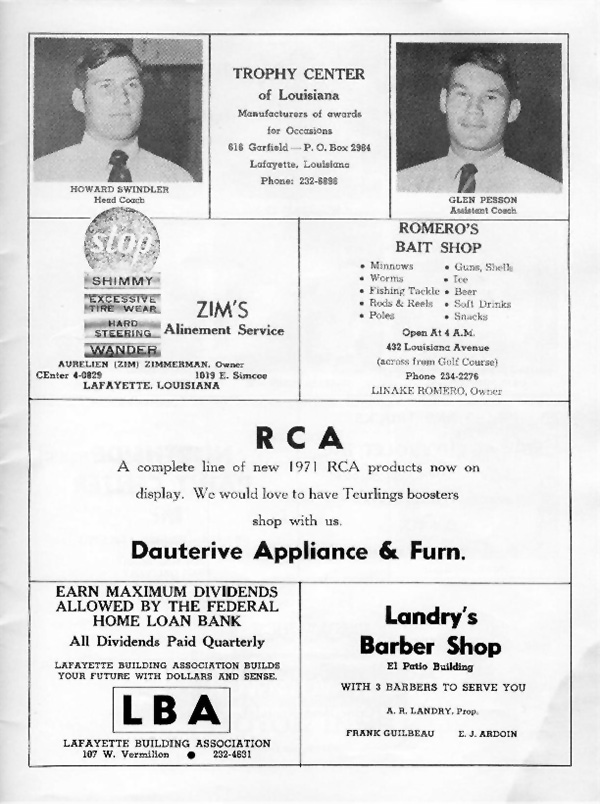 HOWARD SWINDLER
Head Coach
TROPHY CENTER
of Louisiana
Manufacturers of awards
for Occasions
616 Garfield — P. O. Box 2964
Lafayette, Louisiana
Phone: 232-6898
GLEN PESSON
Assistant Coach
stop
SHIMMY
EXCESSIVE
TIRE WEAR
HARD
STEERING
WANDER
ZIM'S
Alinement Service
AURELIEN (ZIM) ZIMMERMAN, Owner
CEnter 4-0829 1019 E. Simcoe
LAFAYETTE, LOUISIANA
ROMERO'S
BAIT SHOP
• Minnows • Guns, Shells
• Worms • Ice
• Fishing Tackle • Beer
• Rods & Reels • Soft Drinks
• Poles • Snacks
Open At 4 A.M.
432 Louisiana Avenue
(across from Golf Course)
Phone 234-2276
LINAKE ROMERO, Owner
RCA
A complete line of new 1971 RCA products now on
display. We would love to have Teurlings boosters
shop with us.
Dauterive Appliance & Furn.
EARN MAXIMUM DIVIDENDS
ALLOWED BY THE FEDERAL
HOME LOAN BANK
All Dividends Paid Quarterly
LAFAYETTE BUILDING ASSOCIATION BUILDS
YOUR FUTURE WITH DOLLARS AND SENSE.
LBA
LAFAYETTE BUILDING ASSOCIATION
107 W. Vermilion • 232-4631
Landry's
Barber Shop
El Patio Building
WITH 3 BARBERS TO SERVE YOU
A. R. LANDRY, Prop.
FRANK GUILBEAU E. J. ARDOIN